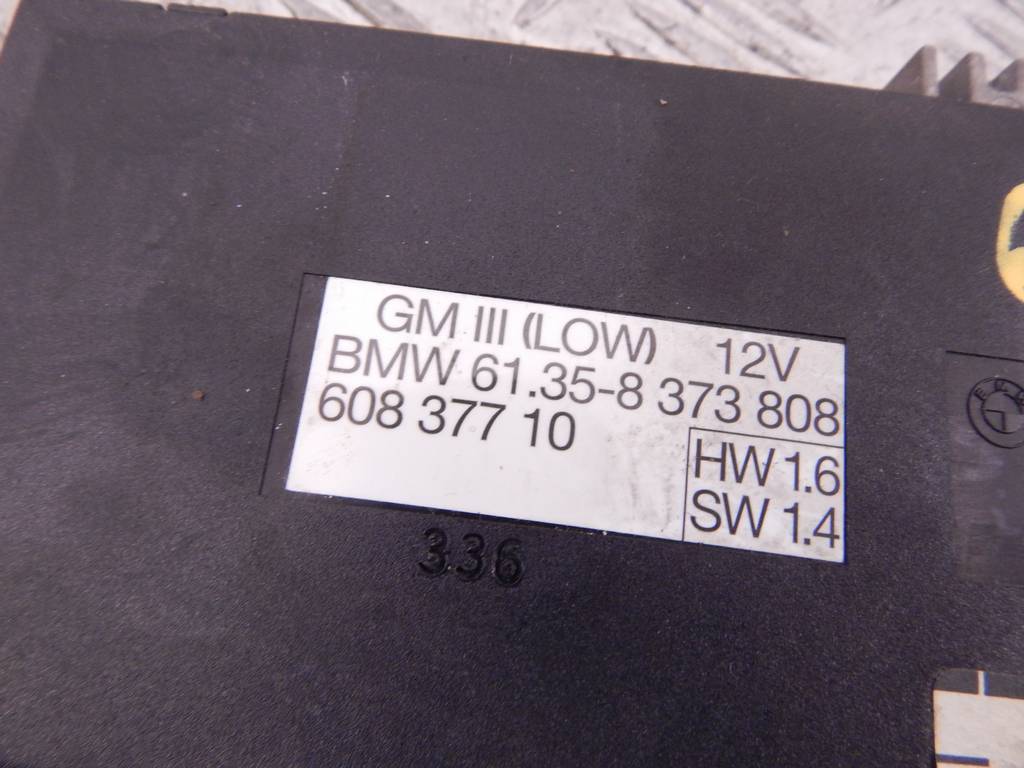 GM III (LOW) 12V
BMW 61.35-8 373 808
608 377 10
HW 1.6
SW 1.4
336